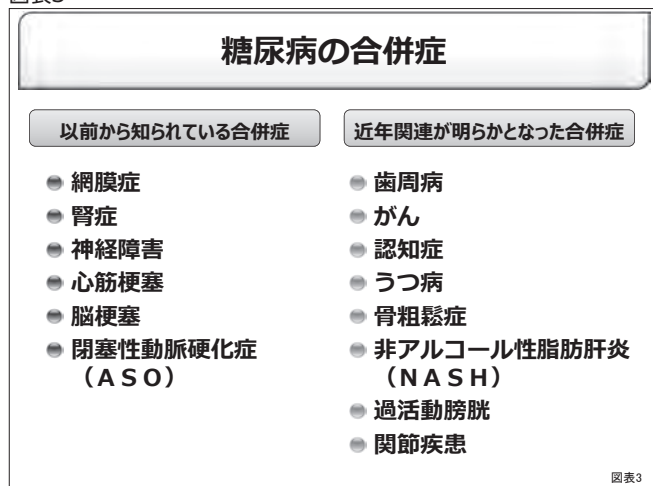 図表3
糖尿病の合併症
以前から知られている合併症
網膜症
腎症
神経障害
心筋梗塞
脳梗塞
閉塞性動脈硬化症
（ＡＳＯ）
近年関連が明らかとなった合併症
歯周病
がん
認知症
うつ病
骨粗鬆症
非アルコール性脂肪肝炎
（ＮＡＳＨ）
過活動膀胱
関節疾患
図表3